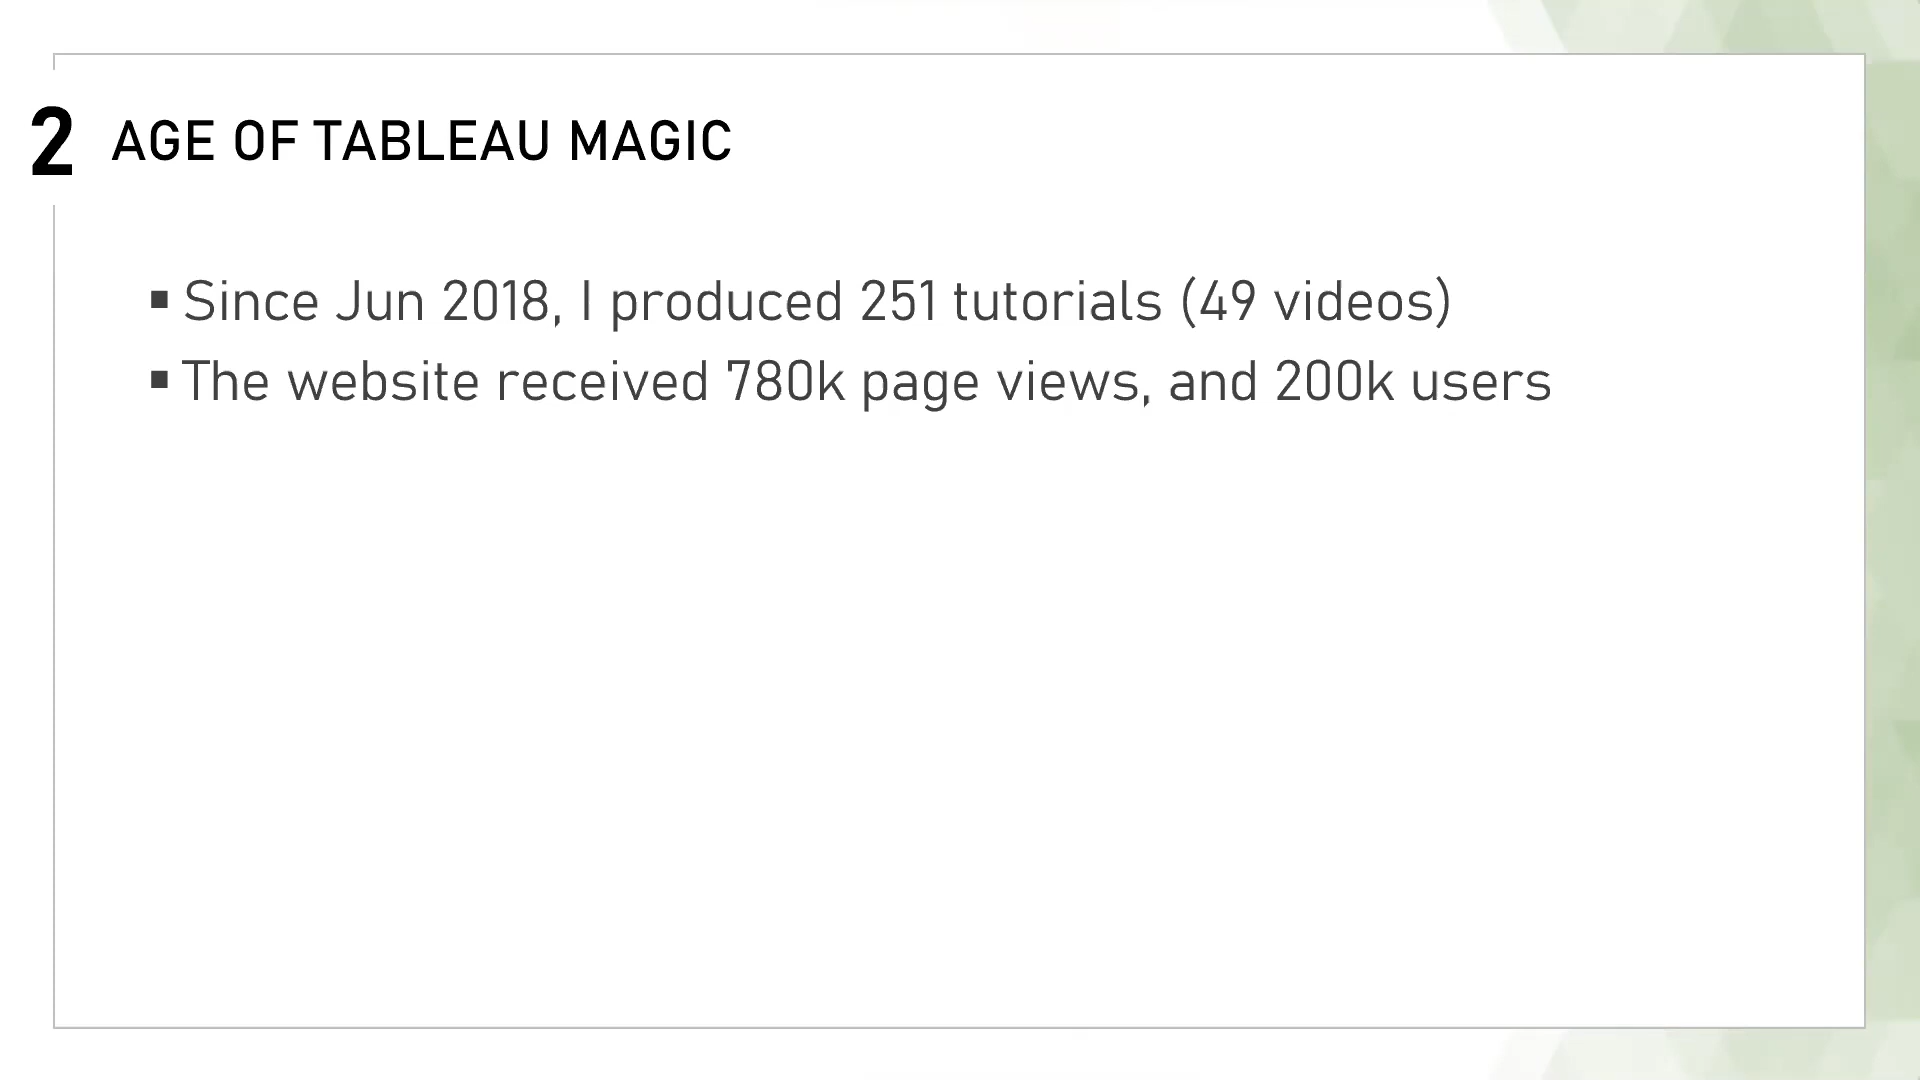 2 AGE OF TABLEAU MAGIC
▪ Since Jun 2018, I produced 251 tutorials (49 videos)
▪ The website received 780k page views, and 200k users